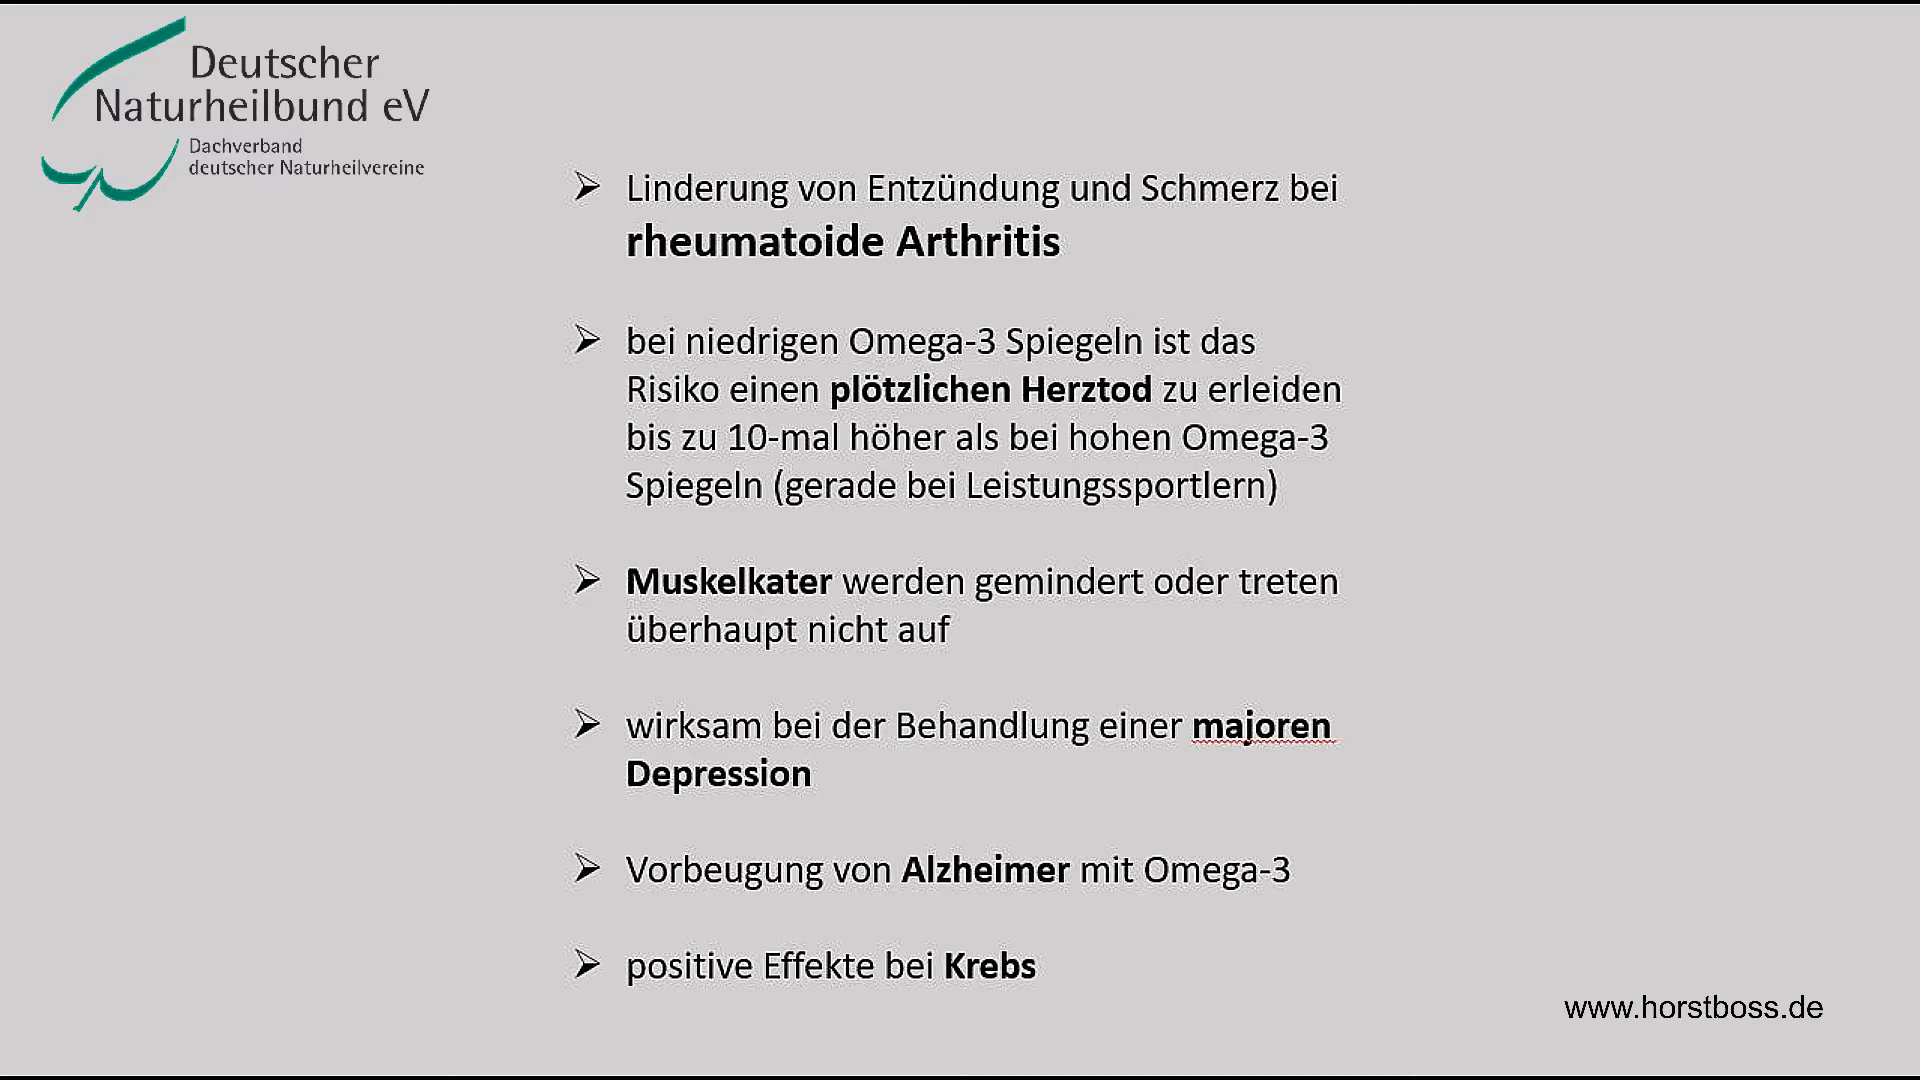 Deutscher
Naturheilbund eV
Dachverband
deutscher Naturheilvereine
➢ Linderung von Entzündung und Schmerz bei
rheumatoide Arthritis
➢ bei niedrigen Omega-3 Spiegeln ist das
Risiko einen plötzlichen Herztod zu erleiden
bis zu 10-mal höher als bei hohen Omega-3
Spiegeln (gerade bei Leistungssportlern)
➢ Muskelkater werden gemindert oder treten
überhaupt nicht auf
➢ wirksam bei der Behandlung einer majoren
Depression
➢ Vorbeugung von Alzheimer mit Omega-3
➢ positive Effekte bei Krebs
www.horstboss.de